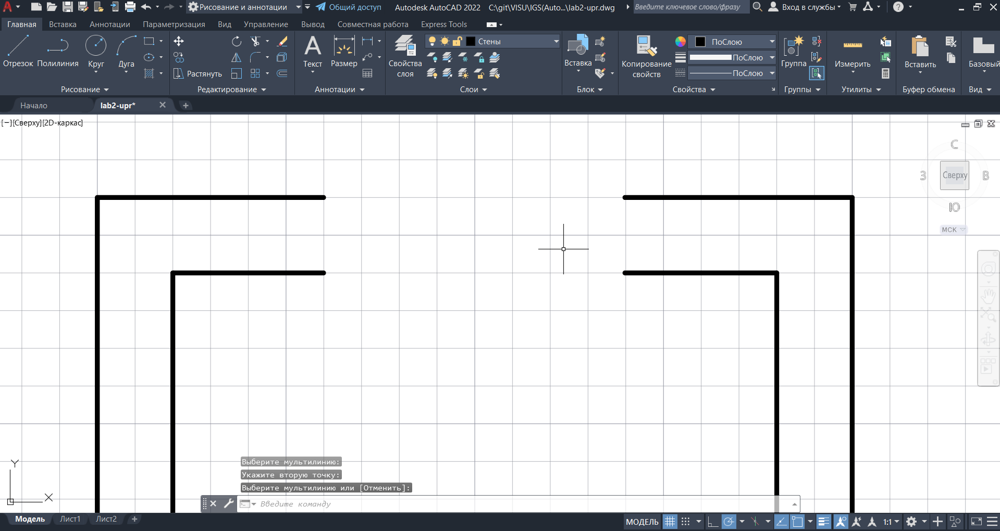 Рисование и аннотации
Общий доступ
Autodesk AutoCAD 2022 C:\git\VISU\IGS(Auto...\lab2-upr.dwg
Введите ключевое слово/фразу
Вход в службы
Главная Вставка Аннотации Параметризация Вид Управление Вывод Совместная работа Express Tools
Отрезок Полилиния Круг Дуга
Растянуть
Текст Размер
Свойства слоя
Стены
Вставка
Копирование свойств
ПоСлою
ПоСлою
ПоСлою
Группа
Измерить
Вставить
Базовый
Рисование Редактирование Аннотации Слои Блок Свойства Группы Утилиты Буфер обмена Вид
Начало lab2-upr*
[−][Сверху][2D-каркас]
С
З Сверху В
Ю
МСК
Выберите мультилинию:
Укажите вторую точку:
Выберите мультилинию или [Отменить]:
Y
X
Введите команду
Модель Лист1 Лист2
МОДЕЛЬ 1:1